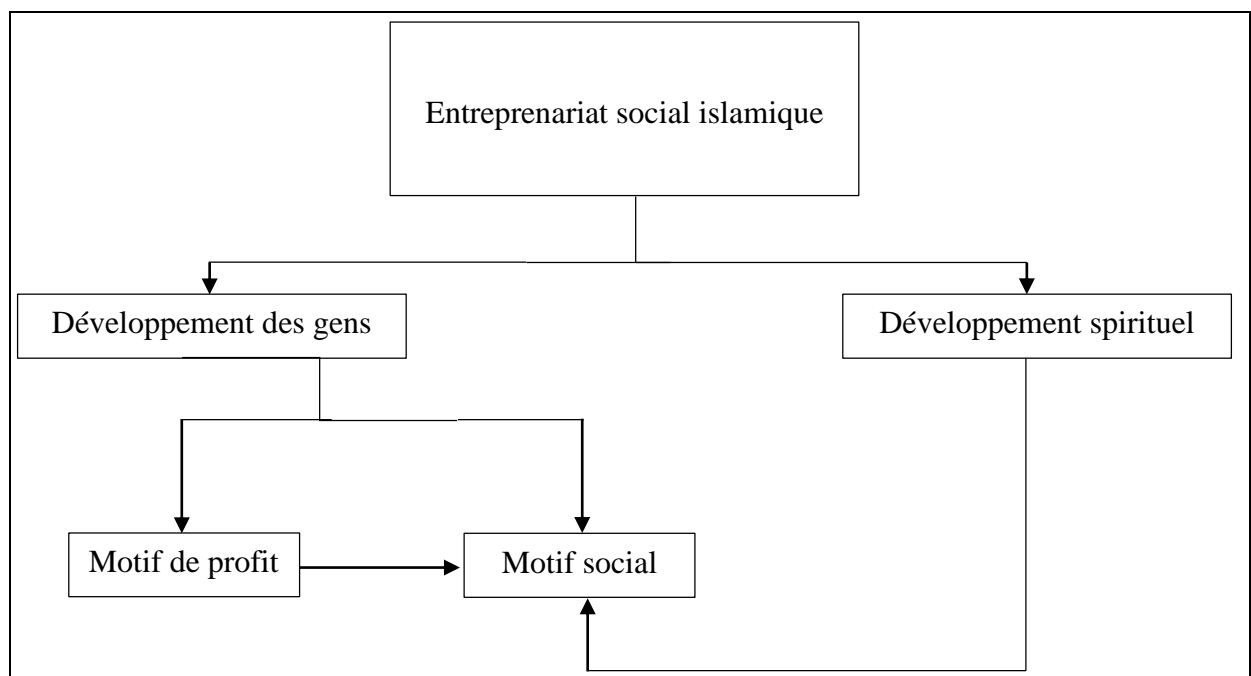 Entreprenariat social islamique
Développement des gens
Développement spirituel
Motif de profit
Motif social